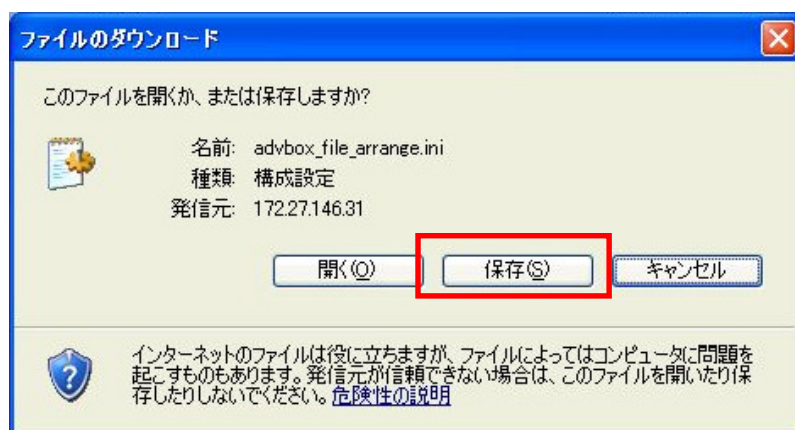 ファイルのダウンロード
このファイルを開くか、または保存しますか?
名前: advbox_file_arrange.ini
種類: 構成設定
発信元: 172.27.146.31
開く(O) 保存(S) キャンセル
インターネットのファイルは役に立ちますが、ファイルによってはコンピュータに問題を
起こすものもあります。発信元が信頼できない場合は、このファイルを開いたり保
存したりしないでください。危険性の説明